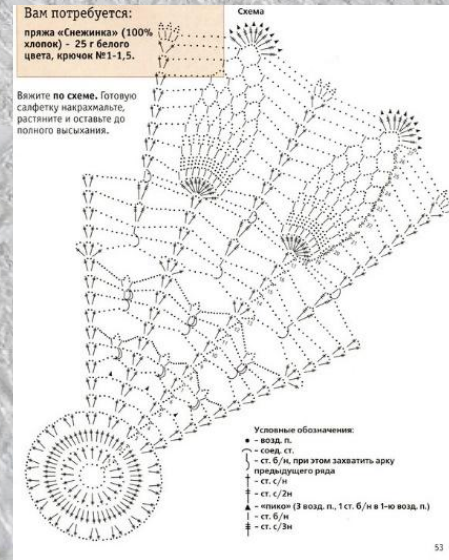 Вам потребуется:
пряжа «Снежинка» (100%
хлопок) - 25 г белого
цвета, крючок №1-1,5.
Схема
Вяжите по схеме. Готовую
салфетку накрахмальте,
растяните и оставьте до
полного высыхания.
Условные обозначения:
- возд. п.
- соед. ст.
- ст. б/н, при этом захватить арку
предыдущего ряда
- ст. с/н
- ст. с/2н
- «пико» (3 возд. п., 1 ст. б/н в 1-ю возд. п.)
- ст. б/н
- ст. с/3н
53